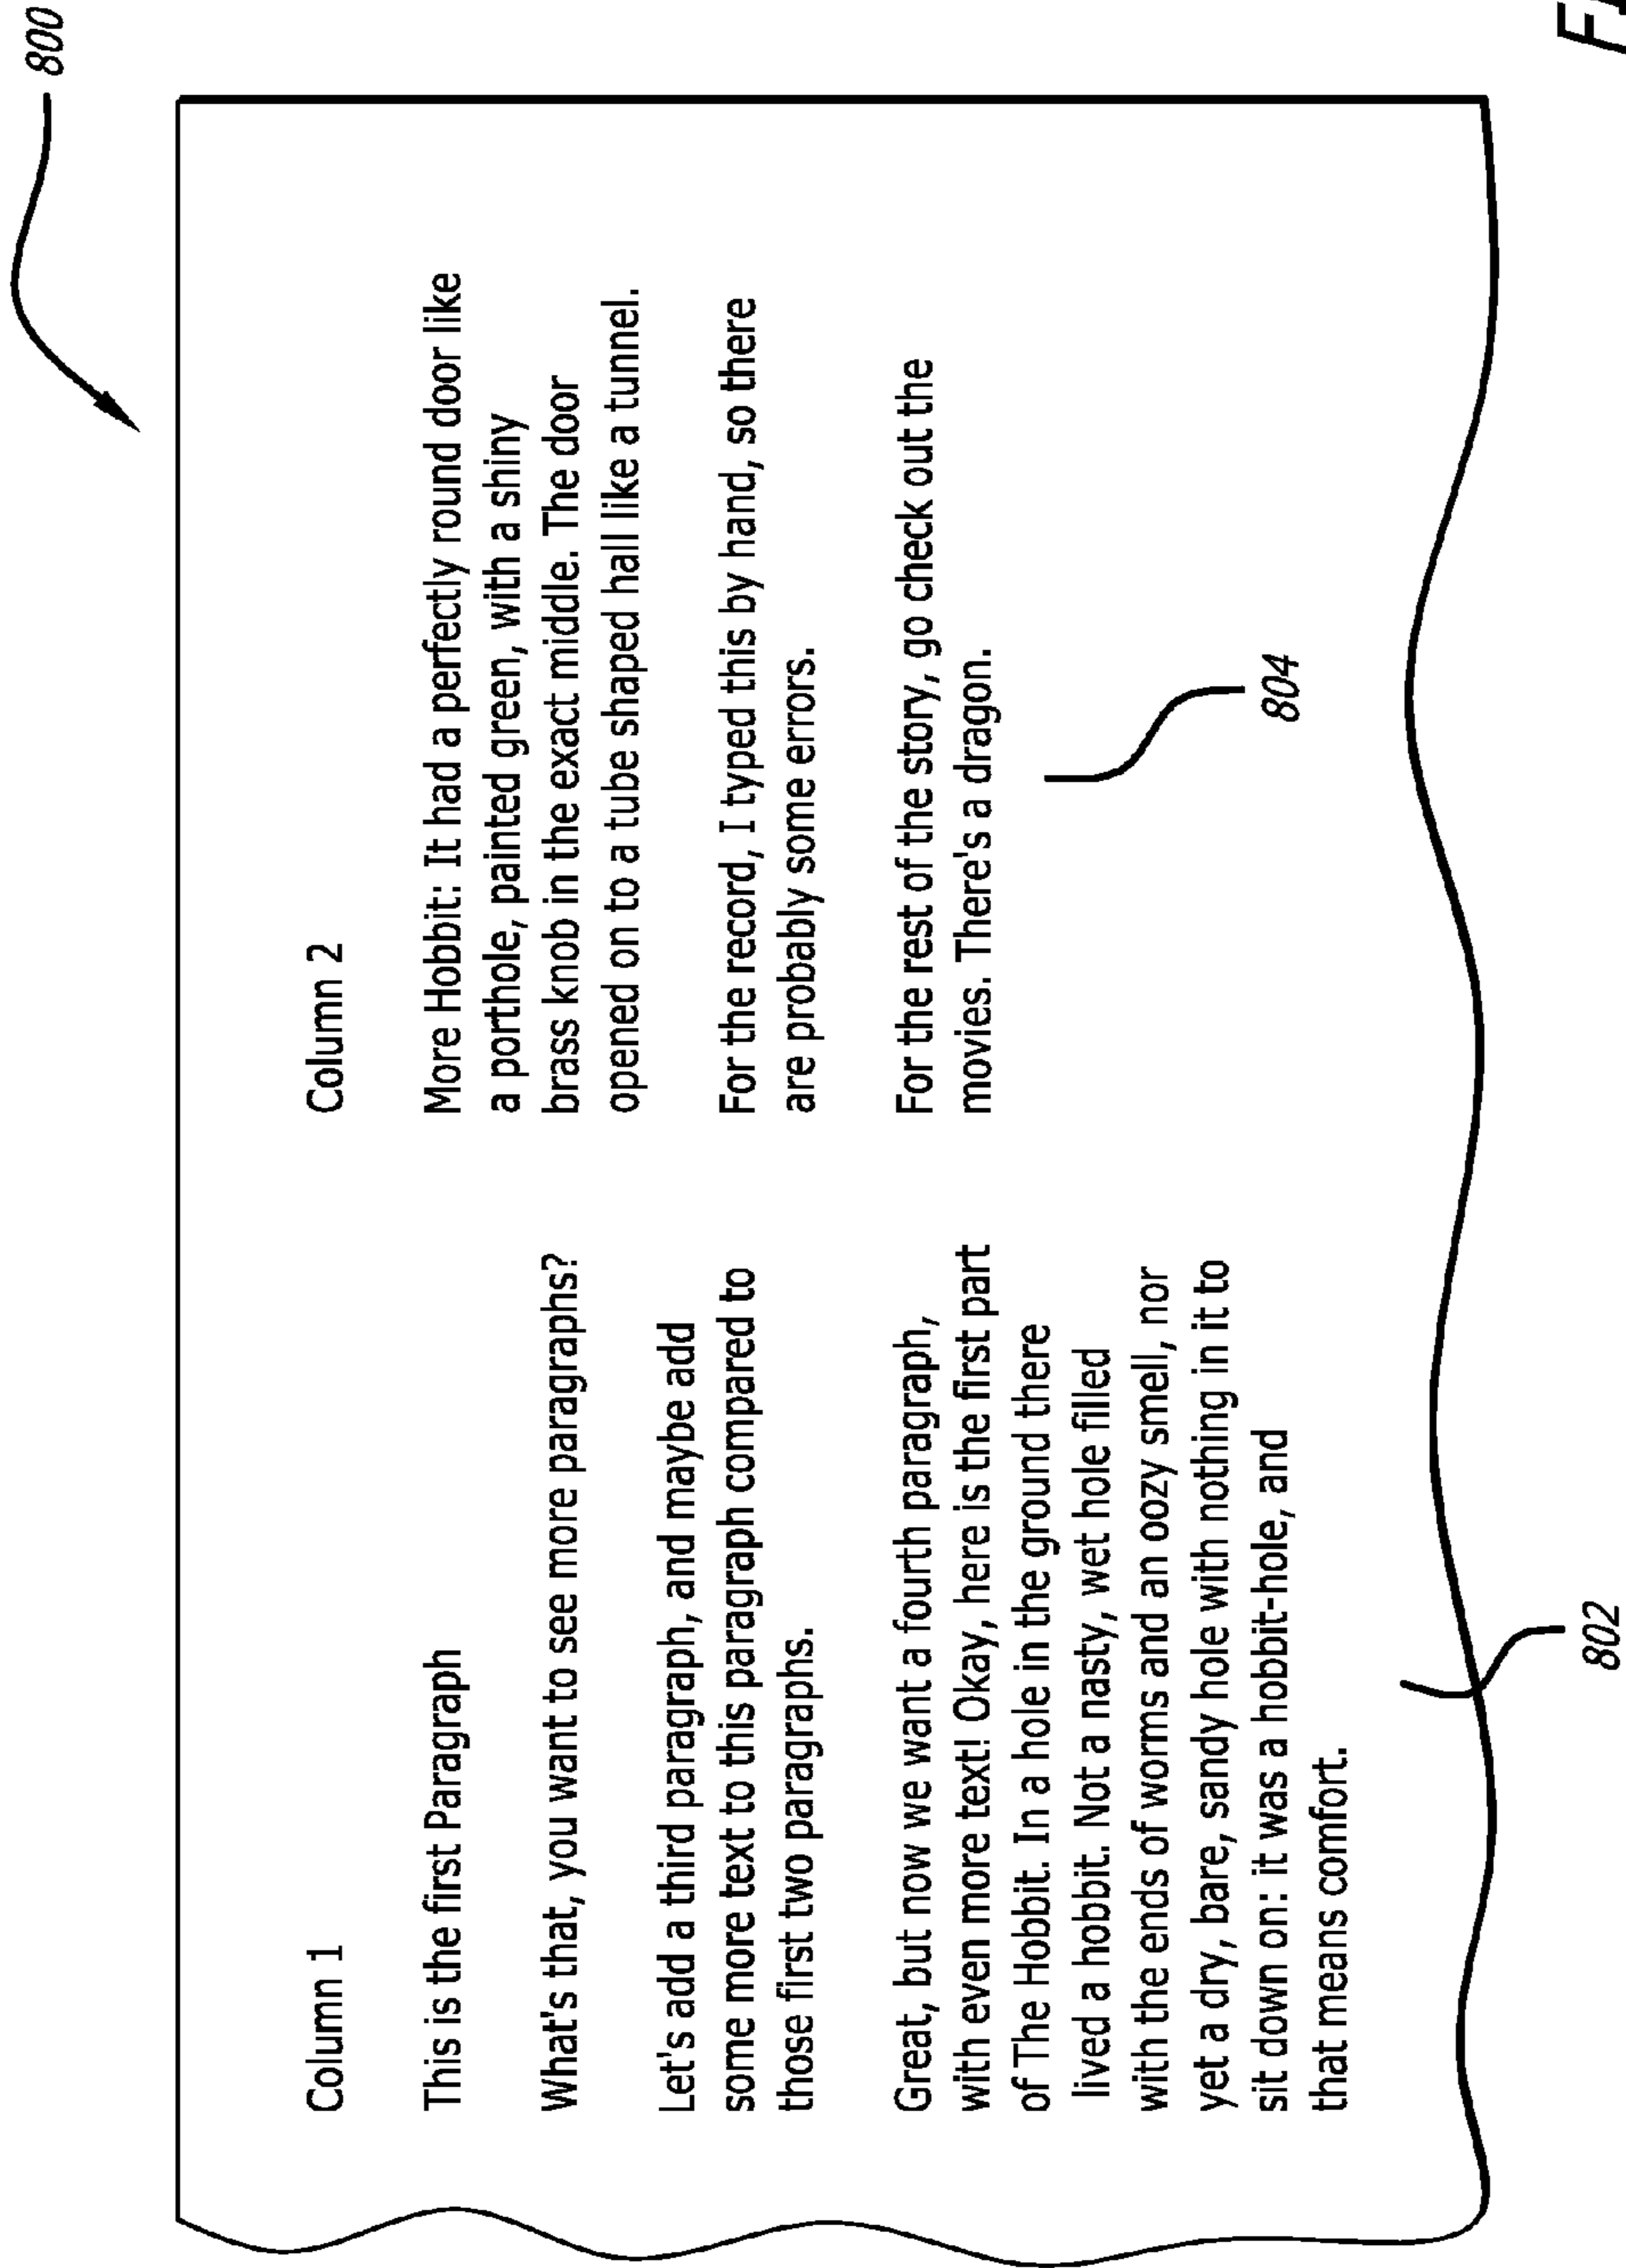 800
Column 1
This is the first Paragraph
What's that, you want to see more paragraphs?
Let's add a third paragraph, and maybe add
some more text to this paragraph compared to
those first two paragraphs.
Great, but now we want a fourth paragraph,
with even more text! Okay, here is the first part
of The Hobbit. In a hole in the ground there
lived a hobbit. Not a nasty, wet hole filled
with the ends of worms and an oozy smell, nor
yet a dry, bare, sandy hole with nothing in it to
sit down on: it was a hobbit-hole, and
that means comfort.
802
Column 2
More Hobbit: It had a perfectly round door like
a porthole, painted green, with a shiny
brass knob in the exact middle. The door
opened on to a tube shaped hall like a tunnel.
For the record, I typed this by hand, so there
are probably some errors.
For the rest of the story, go check out the
movies. There's a dragon.
804